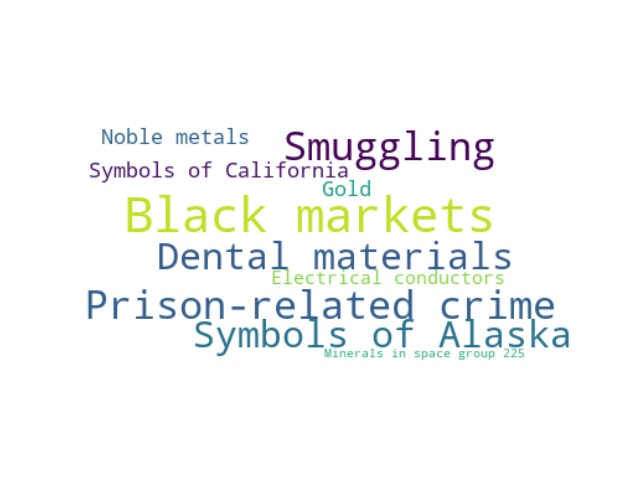 Noble metals
Smuggling
Symbols of California
Gold
Black markets
Dental materials
Electrical conductors
Prison-related crime
Symbols of Alaska
Minerals in space group 225